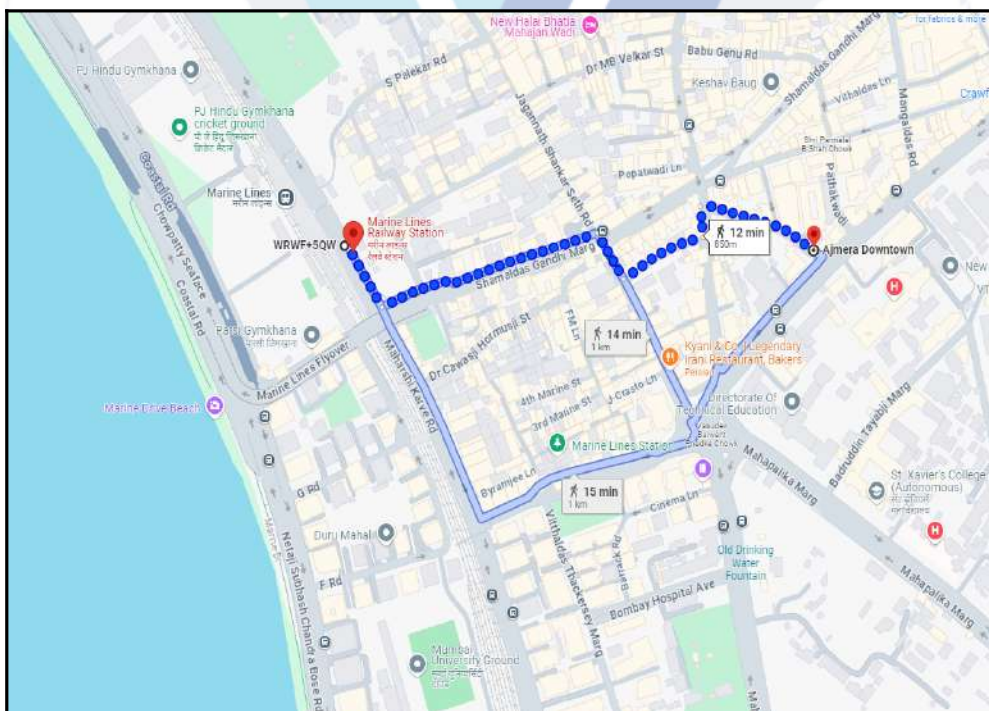 New Halai Bhatia
Mahajan Wadi
for fabrics & more
Dr MB Velkar St
Babu Genu Rd
S Palekar Rd
PJ Hindu Gymkhana
Keshav Baug
Shamaldas Gandhi Marg
Vithaldas Ln
Crawf
Mangaldas Rd
PJ Hindu Gymkhana
cricket ground
Jagannath Shankar Seth Rd
B Shah Chowk
Popatwadi Ln
Pathakwadi
Coastal Rd
Chowpatty Seaface
Coastal Rd
Marine Lines
मरीन लाइन्स
Marine Lines
Railway Station
मरीन लाइन्स
रेल्वे स्टेशन
WRWF+5QW
12 min
850m
Ajmera Downtown
Shamaldas Gandhi Marg
New
H
Parsi Gymkhana
Marine Lines Flyover
Maharshi Karve Rd
Dr.Cawasji Hormusji St
FM Ln
14 min
1 km
Kyani & Co. | Legendary
Irani Restaurant, Bakers
4th Marine St
J Crasto Ln
3rd Marine St
Directorate Of
Technical Education
Marine Drive Beach
Marine Lines Station
Badruddin Tayabji Marg
Mahapalika Marg
Byramjee Ln
15 min
1 km
Cinema Ln
St. Xavier's College
(Autonomous)
G Rd
Duru Mahal
Vitthaldas Thackersey Marg
Barrack Rd
Old Drinking
Water
Fountain
H
F Rd
Bombay Hospital Ave
Mahapalika Marg
Netaji Subhash Chandra Bose Rd
Mumbai
University Ground